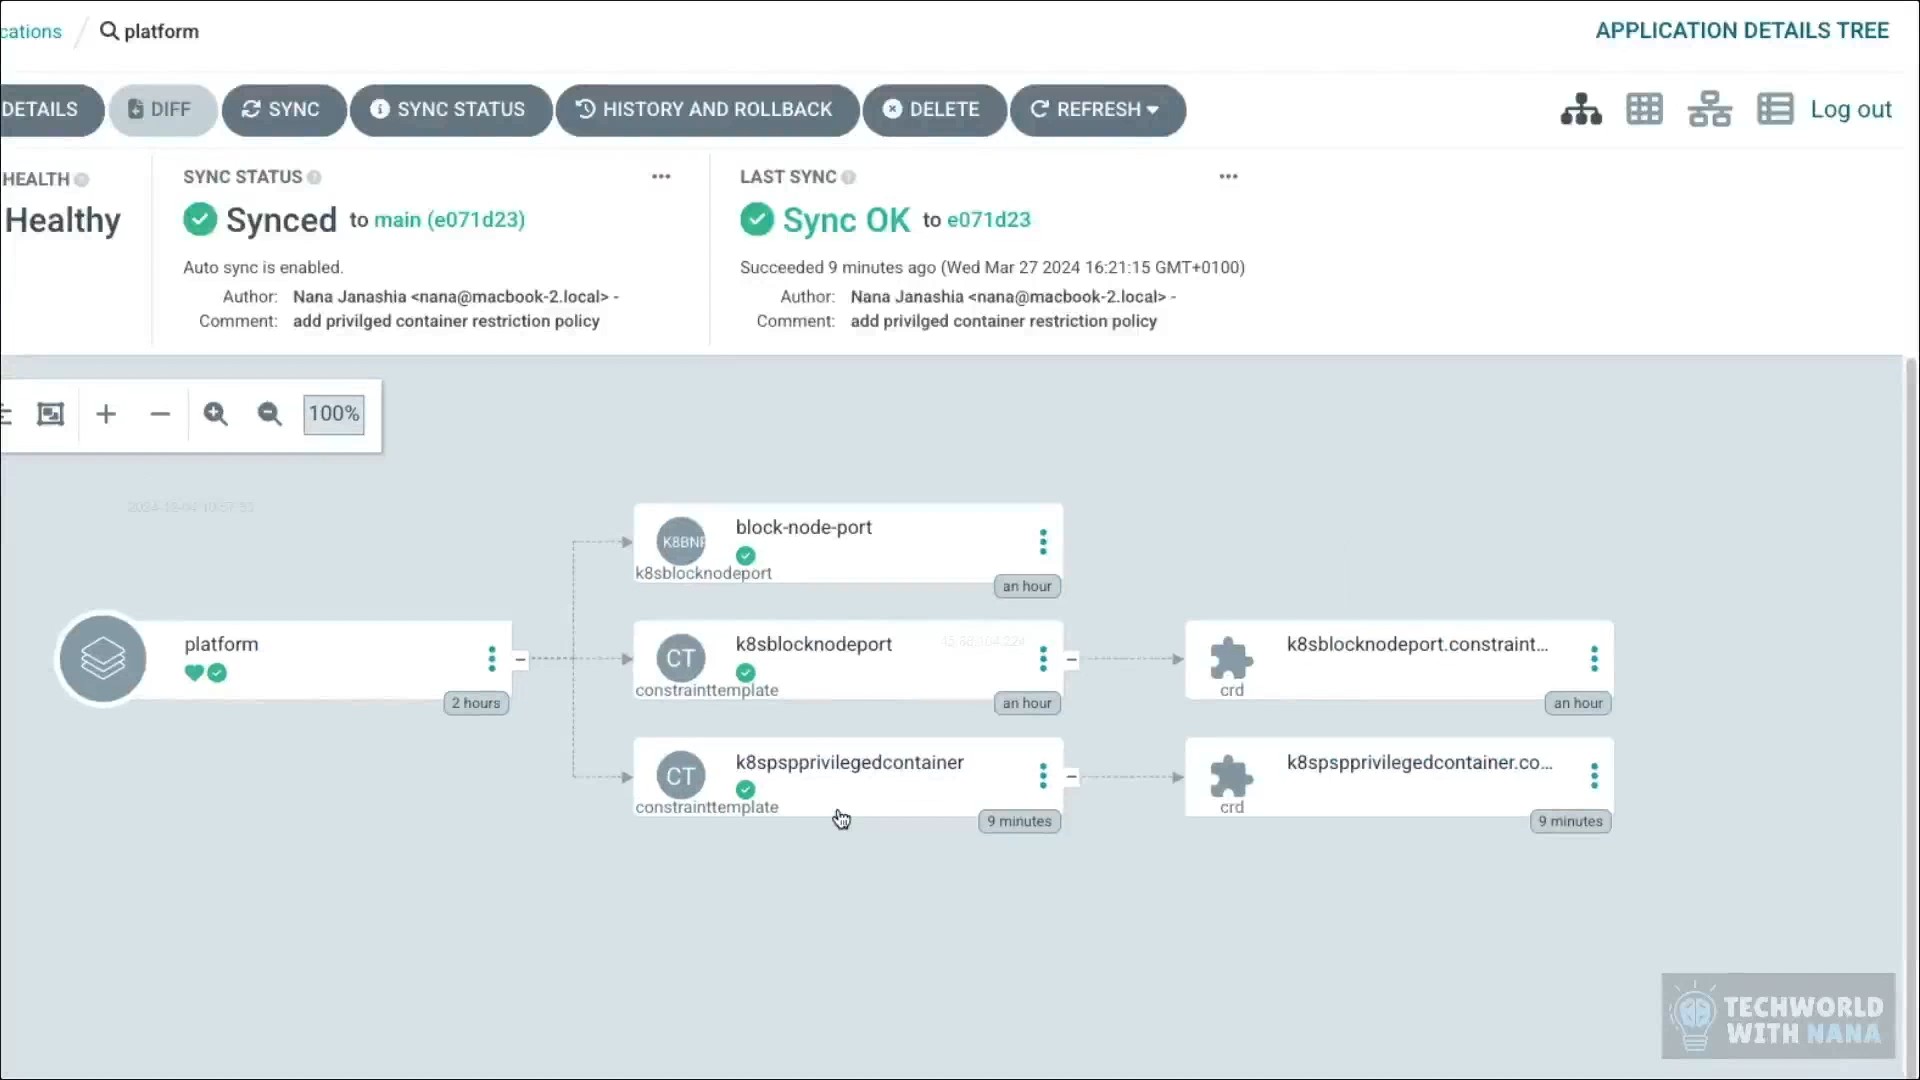 cations / platform
APPLICATION DETAILS TREE
DETAILS DIFF SYNC SYNC STATUS HISTORY AND ROLLBACK DELETE REFRESH Log out
HEALTH
Healthy
SYNC STATUS
Synced to main (e071d23)
Auto sync is enabled.
Author: Nana Janashia <nana@macbook-2.local> -
Comment: add privilged container restriction policy
LAST SYNC
Sync OK to e071d23
Succeeded 9 minutes ago (Wed Mar 27 2024 16:21:15 GMT+0100)
Author: Nana Janashia <nana@macbook-2.local> -
Comment: add privilged container restriction policy
100%
platform
2 hours
K8BNP
block-node-port
k8sblocknodeport
an hour
CT
k8sblocknodeport
constrainttemplate
an hour
k8sblocknodeport.constraint...
crd
an hour
CT
k8spspprivilegedcontainer
constrainttemplate
9 minutes
k8spspprivilegedcontainer.co...
crd
9 minutes
TECHWORLD
WITH NANA